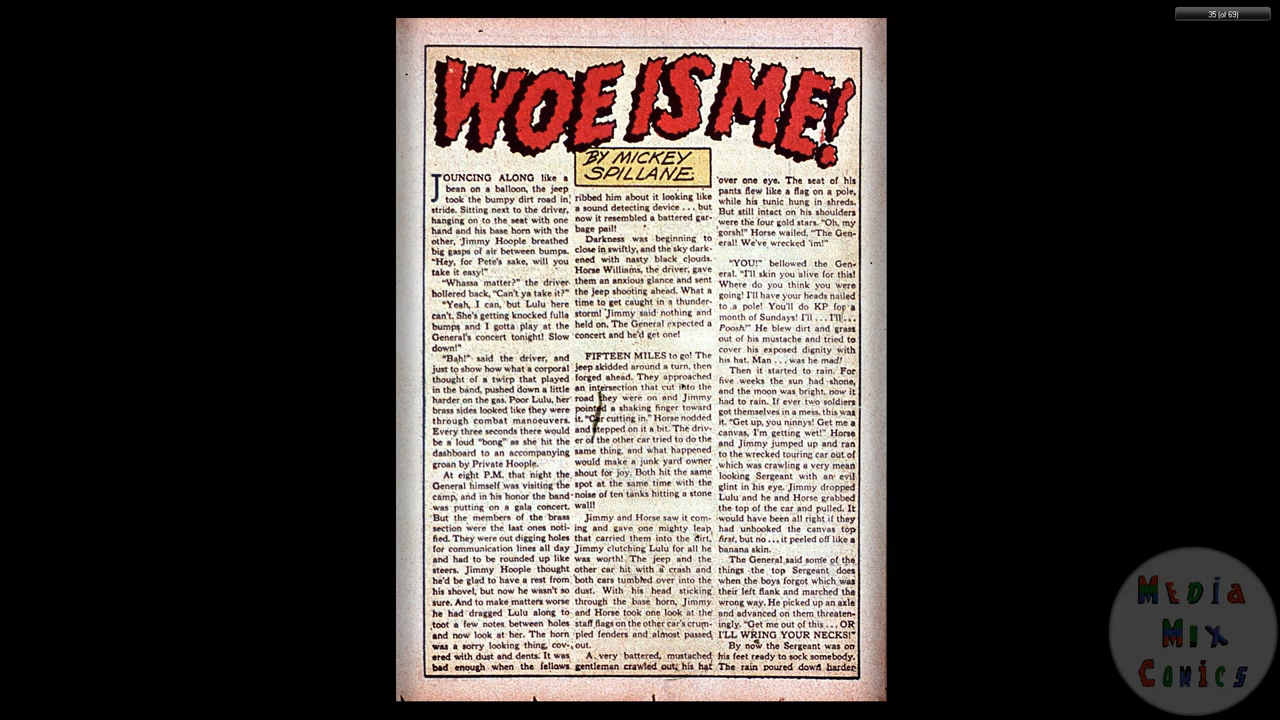 35 (of 69)
WOE IS ME!
BY MICKEY
SPILLANE.
JOUNCING ALONG like a
bean on a balloon, the jeep
took the bumpy dirt road in
stride. Sitting next to the driver,
hanging on to the seat with one
hand and his base horn with the
other, Jimmy Hoople breathed
big gasps of air between bumps.
"Hey, for Pete's sake, will you
take it easy!"
"Whassa matter?" the driver
hollered back, "Can't ya take it?"
"Yeah, I can, but Lulu here
can't. She's getting knocked fulla
bumps and I gotta play at the
General's concert tonight! Slow
down!"
"Bah!" said the driver, and
just to show how what a corporal
thought of a twirp that played
in the band, pushed down a little
harder on the gas. Poor Lulu, her
brass sides looked like they were
through combat manoeuvers.
Every three seconds there would
be a loud "bong" as she hit the
dashboard to an accompanying
groan by Private Hoople.
At eight P.M. that night the
General himself was visiting the
camp, and in his honor the band
was putting on a gala concert.
But the members of the brass
section were the last ones noti-
fied. They were out digging holes
for communication lines all day
and had to be rounded up like
steers. Jimmy Hoople thought
he'd be glad to have a rest from
his shovel, but now he wasn't so
sure. And to make matters worse
he had dragged Lulu along to
toot a few notes between holes
and now look at her. The horn
was a sorry looking thing, cov-
ered with dust and dents. It was
bad enough when the fellows
ribbed him about it looking like
a sound detecting device . . . but
now it resembled a battered gar-
bage pail!
Darkness was beginning to
close in swiftly, and the sky dark-
ened with nasty black clouds.
Horse Williams, the driver, gave
them an anxious glance and sent
the jeep shooting ahead. What a
time to get caught in a thunder-
storm! Jimmy said nothing and
held on. The General expected a
concert and he'd get one!
FIFTEEN MILES to go! The
jeep skidded around a turn, then
forged ahead. They approached
an intersection that cut into the
road they were on and Jimmy
pointed a shaking finger toward
it. "Car cutting in." Horse nodded
and stepped on it a bit. The driv-
er of the other car tried to do the
same thing, and what happened
would make a junk yard owner
shout for joy. Both hit the same
spot at the same time with the
noise of ten tanks hitting a stone
wall!
Jimmy and Horse saw it com-
ing and gave one mighty leap
that carried them into the dirt,
Jimmy clutching Lulu for all he
was worth! The jeep and the
other car hit with a crash and
both cars tumbled over into the
dust. With his head sticking
through the base horn, Jimmy
and Horse took one look at the
staff flags on the other car's crum-
pled fenders and almost passed
out.
A very battered, mustached
gentleman crawled out, his hat
over one eye. The seat of his
pants flew like a flag on a pole,
while his tunic hung in shreds.
But still intact on his shoulders
were the four gold stars. "Oh, my
gorsh!" Horse wailed, "The Gen-
eral! We've wrecked 'im!"
"YOU!" bellowed the Gen-
eral. "I'll skin you alive for this!
Where do you think you were
going! I'll have your heads nailed
to a pole! You'll do KP for a
month of Sundays! I'll . . . I'll . . .
Poosh!" He blew dirt and grass
out of his mustache and tried to
cover his exposed dignity with
his hat. Man . . . was he mad!
Then it started to rain. For
five weeks the sun had shone,
and the moon was bright, now it
had to rain. If ever two soldiers
got themselves in a mess, this was
it. "Get up, you ninnys! Get me a
canvas, I'm getting wet!" Horse
and Jimmy jumped up and ran
to the wrecked touring car out of
which was crawling a very mean
looking Sergeant with an evil
glint in his eye. Jimmy dropped
Lulu and he and Horse grabbed
the top of the car and pulled. It
would have been all right if they
had unhooked the canvas top
first, but no . . . it peeled off like a
banana skin.
The General said some of the
things the top Sergeant does
when the boys forgot which was
their left flank and marched the
wrong way. He picked up an axle
and advanced on them threaten-
ingly. "Get me out of this . . . OR
I'LL WRING YOUR NECKS!"
By now the Sergeant was on
his feet ready to sock somebody.
The rain poured down harder
MEDIA
MIX
COMICS